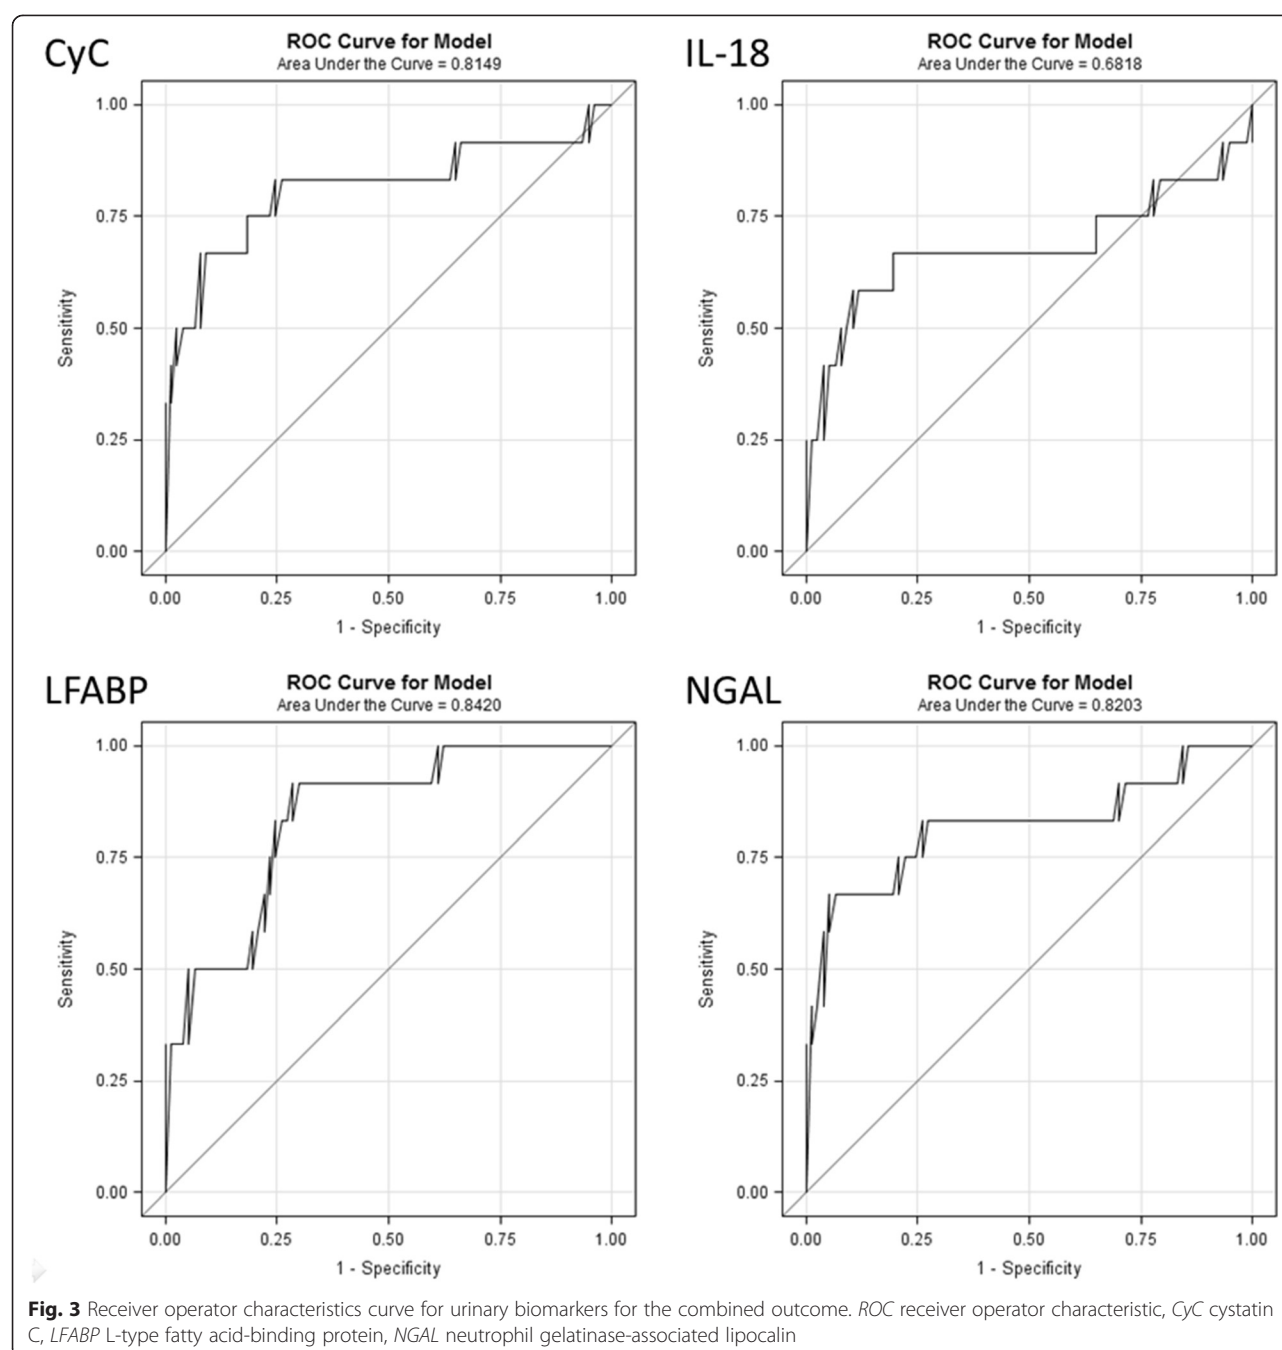 CyC
ROC Curve for Model
Area Under the Curve = 0.8149
1.00
0.75
0.50
0.25
0.00
Sensitivity
0.00 0.25 0.50 0.75 1.00
1 - Specificity
IL-18
ROC Curve for Model
Area Under the Curve = 0.6818
1.00
0.75
0.50
0.25
0.00
Sensitivity
0.00 0.25 0.50 0.75 1.00
1 - Specificity
LFABP
ROC Curve for Model
Area Under the Curve = 0.8420
1.00
0.75
0.50
0.25
0.00
Sensitivity
0.00 0.25 0.50 0.75 1.00
1 - Specificity
NGAL
ROC Curve for Model
Area Under the Curve = 0.8203
1.00
0.75
0.50
0.25
0.00
Sensitivity
0.00 0.25 0.50 0.75 1.00
1 - Specificity
Fig. 3 Receiver operator characteristics curve for urinary biomarkers for the combined outcome. ROC receiver operator characteristic, CyC cystatin
C, LFABP L-type fatty acid-binding protein, NGAL neutrophil gelatinase-associated lipocalin